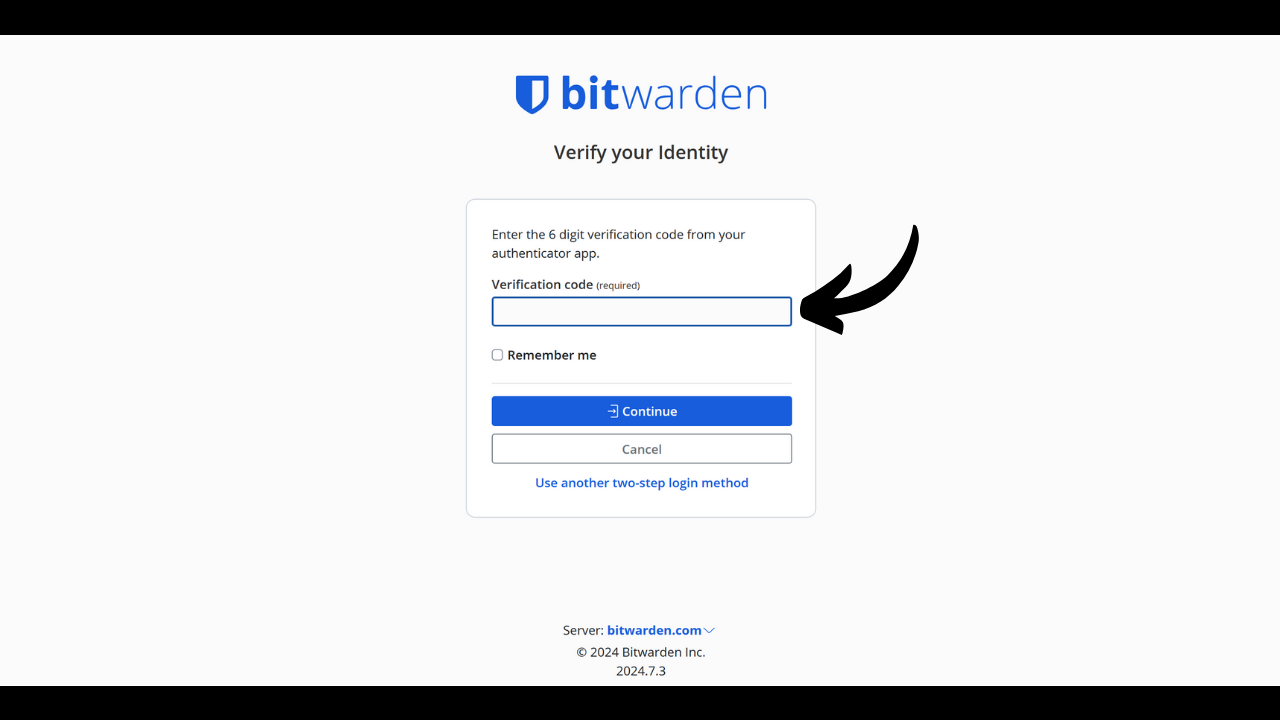 bitwarden
Verify your Identity
Enter the 6 digit verification code from your
authenticator app.
Verification code (required)
Remember me
Continue
Cancel
Use another two-step login method
Server: bitwarden.com
© 2024 Bitwarden Inc.
2024.7.3